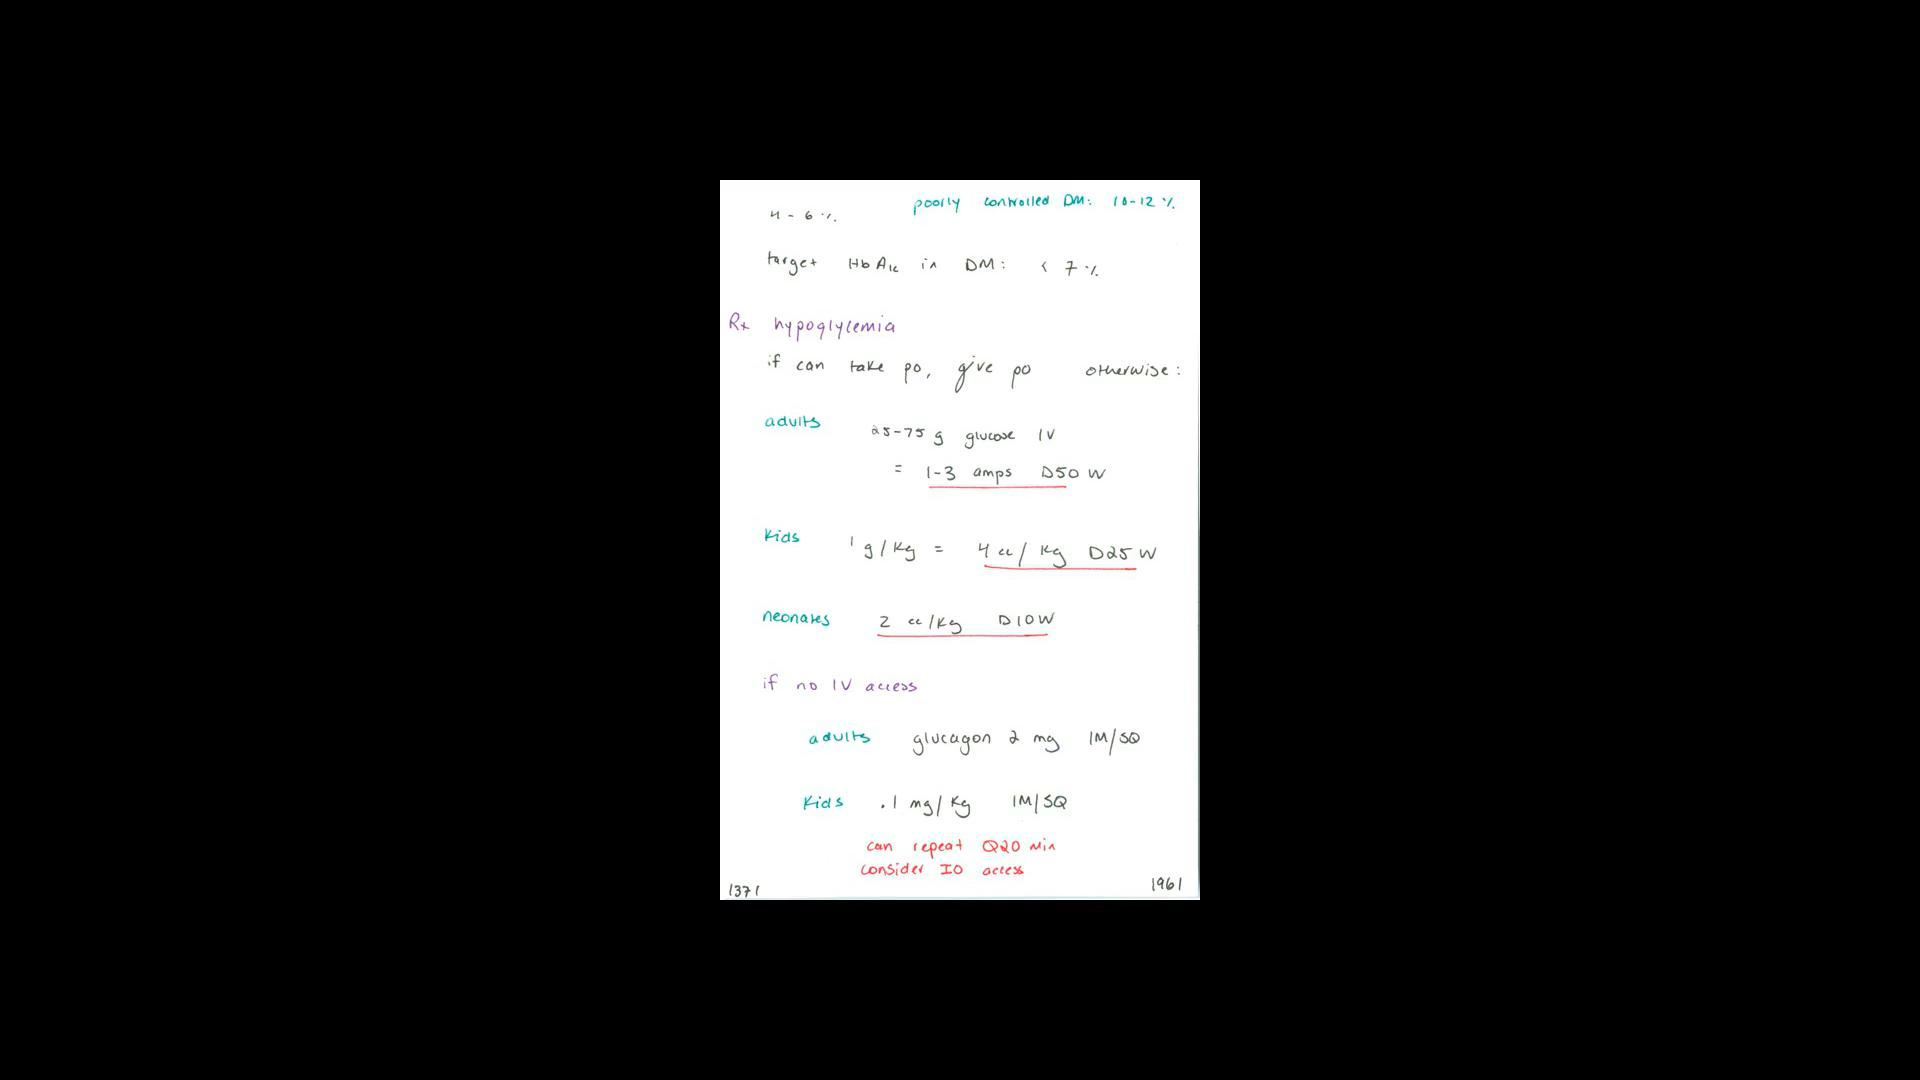 poorly controlled DM: 10-12 %
4 - 6 %.
target HbA1c in DM: < 7 %
Rx hypoglycemia
if can take po, give po otherwise:
adults
25-75 g glucose IV
= 1-3 amps D50 W
Kids 1 g/Kg = 4 cc/ Kg D25 W
neonates 2 cc/Kg D10W
if no IV access
adults glucagon 2 mg IM/SQ
Kids .1 mg/Kg IM/SQ
can repeat Q20 min
consider IO access
1371 1961